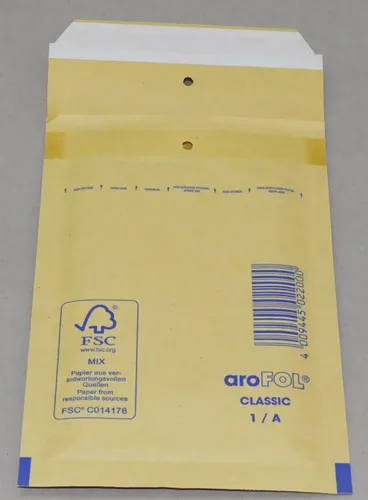 FSC
www.fsc.org
MIX
Papier aus ver-
antwortungsvollen
Quellen
Paper from
responsible sources
FSC® C014176
4 009445 022000
aroFOL®
CLASSIC
1 / A